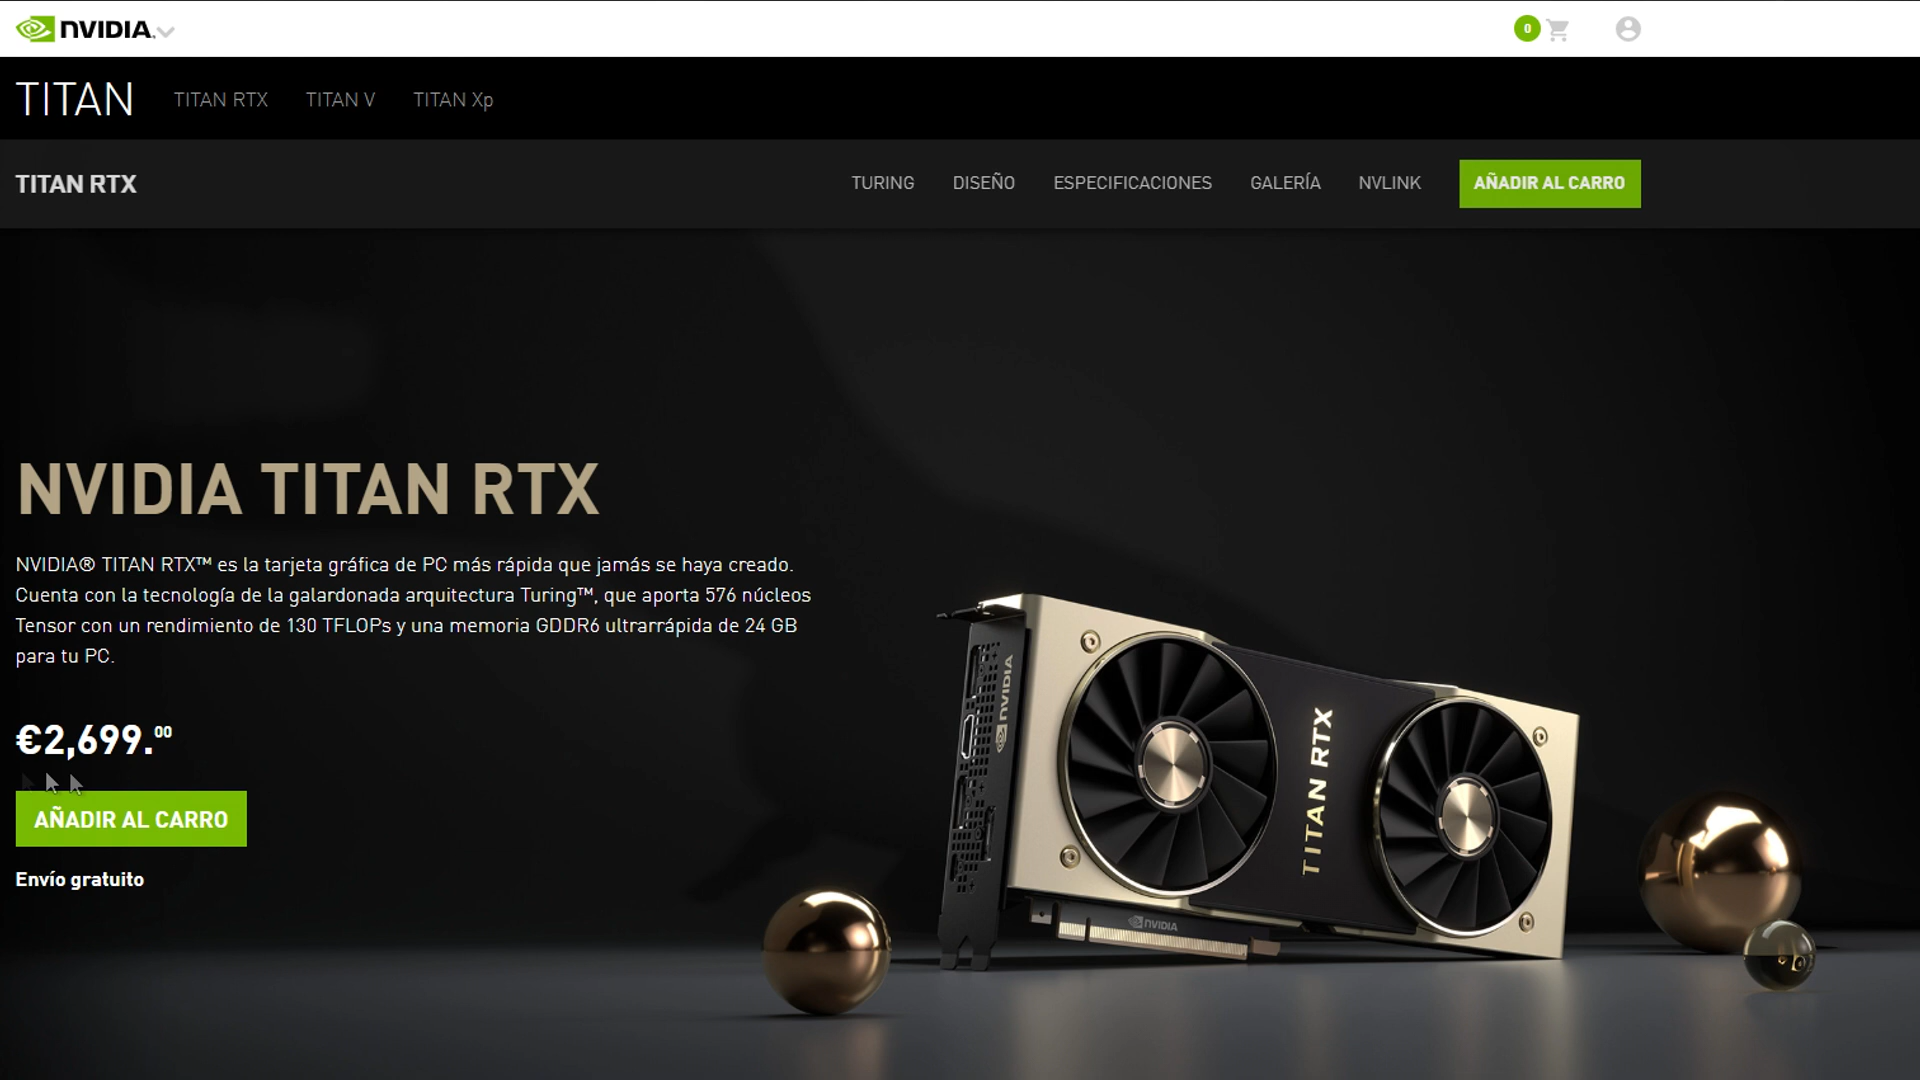 NVIDIA.
0
TITAN
TITAN RTX
TITAN V
TITAN Xp
TITAN RTX
TURING
DISEÑO
ESPECIFICACIONES
GALERÍA
NVLINK
AÑADIR AL CARRO
NVIDIA TITAN RTX
NVIDIA® TITAN RTX™ es la tarjeta gráfica de PC más rápida que jamás se haya creado.
Cuenta con la tecnología de la galardonada arquitectura Turing™, que aporta 576 núcleos
Tensor con un rendimiento de 130 TFLOPs y una memoria GDDR6 ultrarrápida de 24 GB
para tu PC.
€2,699.00
AÑADIR AL CARRO
Envío gratuito
NVIDIA
TITAN RTX
NVIDIA